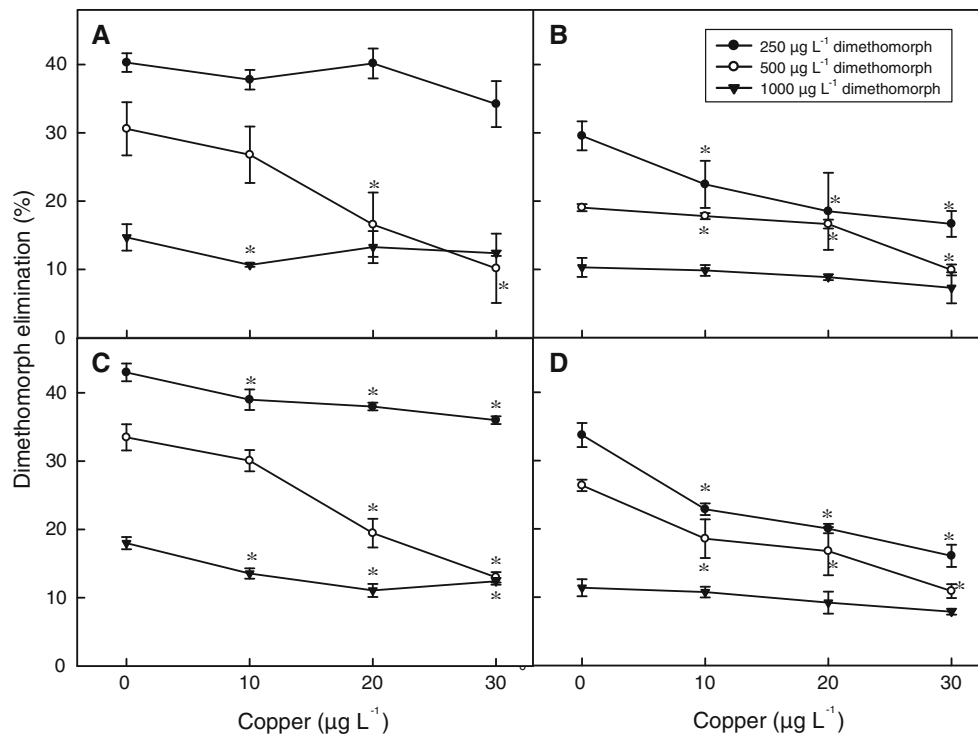 A
B
250 µg L⁻¹ dimethomorph
500 µg L⁻¹ dimethomorph
1000 µg L⁻¹ dimethomorph
40
30
20
10
0
* * *
* * * * * *
C
D
40
30
20
10
0
* * * * * * * *
* * * * * *
Dimethomorph elimination (%)
0 10 20 30
0 10 20 30
Copper (µg L⁻¹)
Copper (µg L⁻¹)